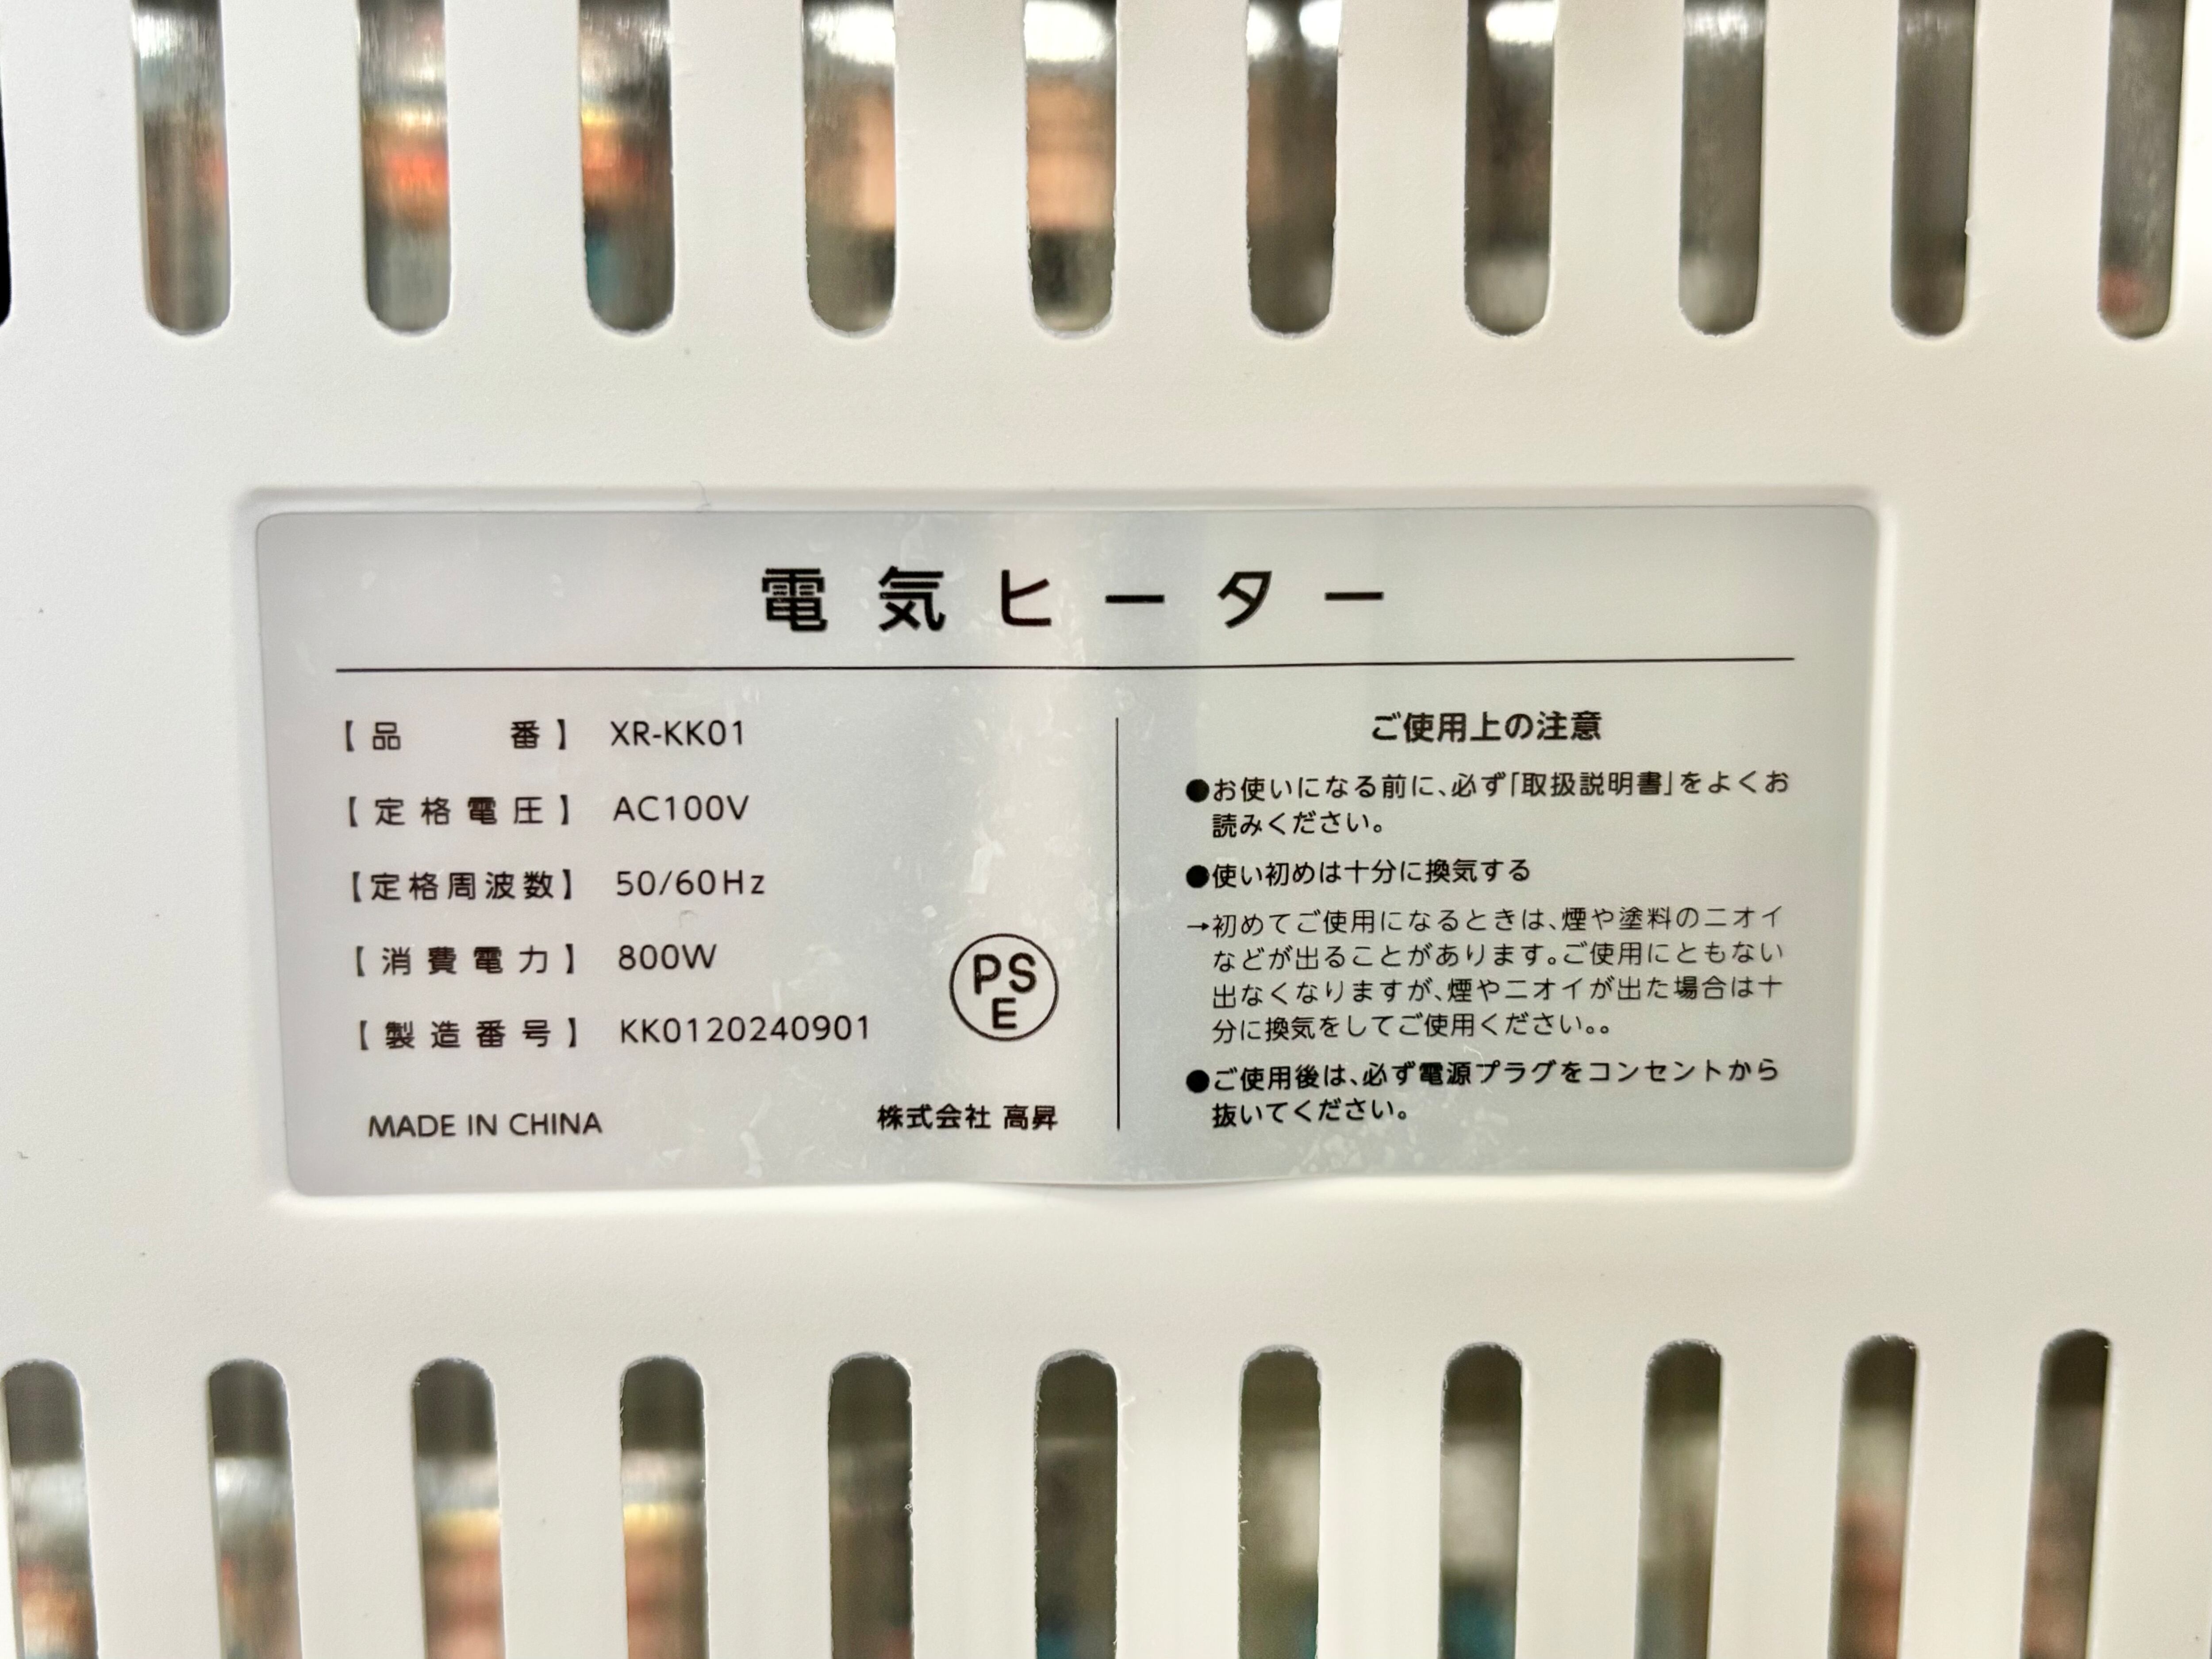 電気ヒーター
【品番】 XR-KK01
【定格電圧】 AC100V
【定格周波数】 50/60Hz
【消費電力】 800W
【製造番号】 KK0120240901
PS
E
MADE IN CHINA
株式会社 高昇
ご使用上の注意
●お使いになる前に、必ず「取扱説明書」をよくお
読みください。
●使い初めは十分に換気する
→初めてご使用になるときは、煙や塗料のニオイ
などが出ることがあります。ご使用にともない
出なくなりますが、煙やニオイが出た場合は十
分に換気をしてご使用ください。。
●ご使用後は、必ず電源プラグをコンセントから
抜いてください。